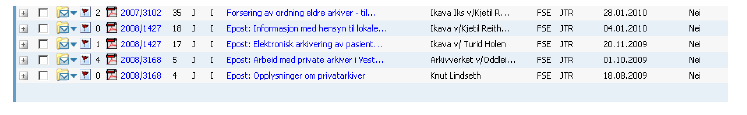 2 2007/3102 35 J I Forsering av ordning eldre arkiver - til... Ikava Iks v/Kjetil R... FSE JTR 28.01.2010 Nei
0 2008/1427 18 J I Epost: Informasjon med hensyn til lokale... Ikava v/Kjetil Reith... FSE JTR 04.01.2010 Nei
1 2008/1427 17 J I Epost: Elektronisk arkivering av pasient... Ikava v/ Turid Holen FSE JTR 20.11.2009 Nei
4 2008/3168 5 J I Epost: Arbeid med private arkiver i Vest... Arkivverket v/Oddlei... FSE JTR 01.10.2009 Nei
0 2008/3168 4 J I Epost: Opplysninger om privatarkiver Knut Lindseth FSE JTR 18.08.2009 Nei